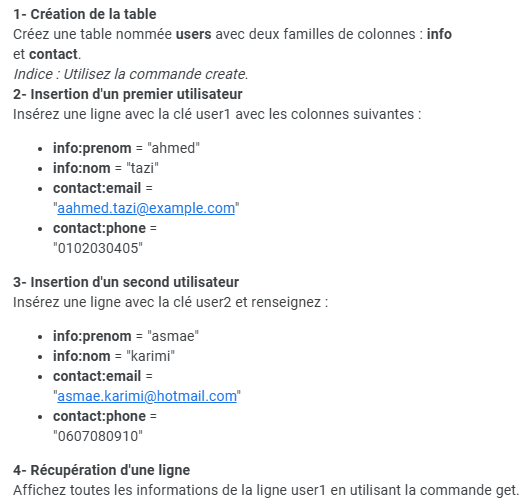 1- Création de la table
Créez une table nommée users avec deux familles de colonnes : info
et contact.
Indice : Utilisez la commande create.
2- Insertion d'un premier utilisateur
Insérez une ligne avec la clé user1 avec les colonnes suivantes :
• info:prenom = "ahmed"
• info:nom = "tazi"
• contact:email =
"aahmed.tazi@example.com"
• contact:phone =
"0102030405"
3- Insertion d'un second utilisateur
Insérez une ligne avec la clé user2 et renseignez :
• info:prenom = "asmae"
• info:nom = "karimi"
• contact:email =
"asmae.karimi@hotmail.com"
• contact:phone =
"0607080910"
4- Récupération d'une ligne
Affichez toutes les informations de la ligne user1 en utilisant la commande get.